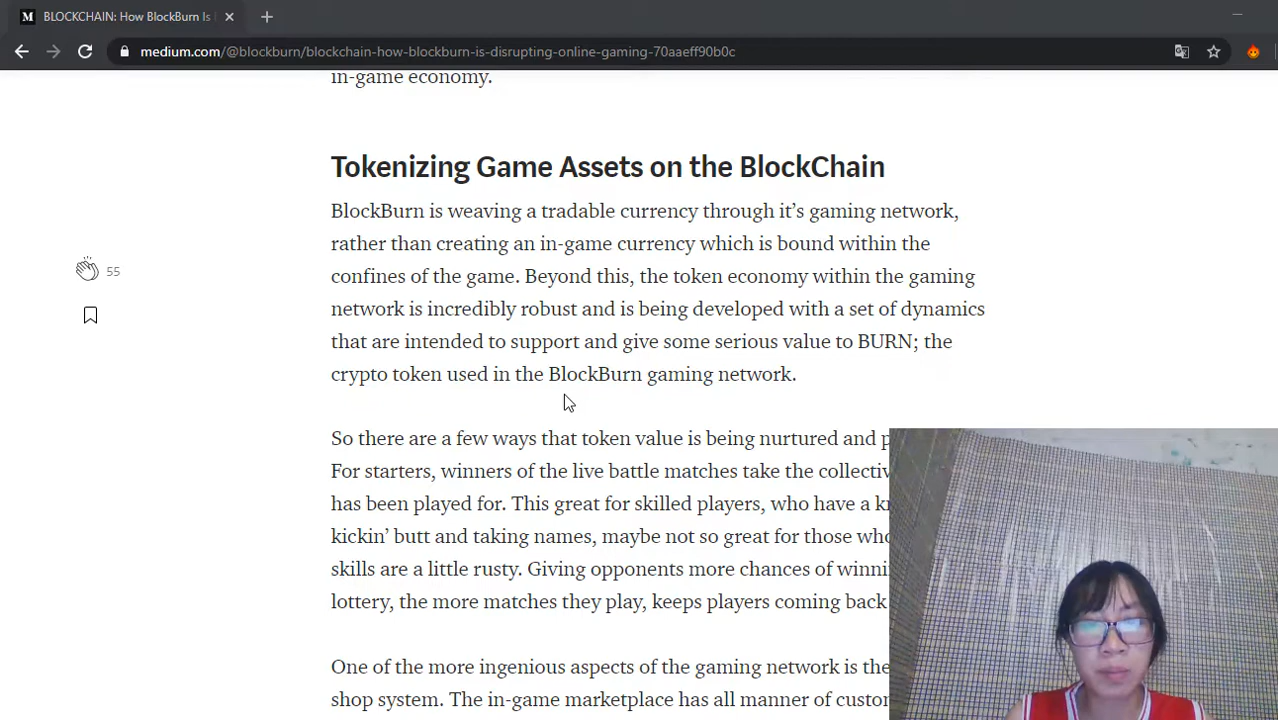 BLOCKCHAIN: How BlockBurn Is
medium.com/@blockburn/blockchain-how-blockburn-is-disrupting-online-gaming-70aaeff90b0c
in-game economy.
Tokenizing Game Assets on the BlockChain
BlockBurn is weaving a tradable currency through it’s gaming network,
rather than creating an in-game currency which is bound within the
confines of the game. Beyond this, the token economy within the gaming
55
network is incredibly robust and is being developed with a set of dynamics
that are intended to support and give some serious value to BURN; the
crypto token used in the BlockBurn gaming network.
So there are a few ways that token value is being nurtured and
For starters, winners of the live battle matches take the
has been played for. This great for skilled players, who have a
kickin’ butt and taking names, maybe not so great for those
skills are a little rusty. Giving opponents more chances of
lottery, the more matches they play, keeps players coming back
One of the more ingenious aspects of the gaming network is the
shop system. The in-game marketplace has all manner of